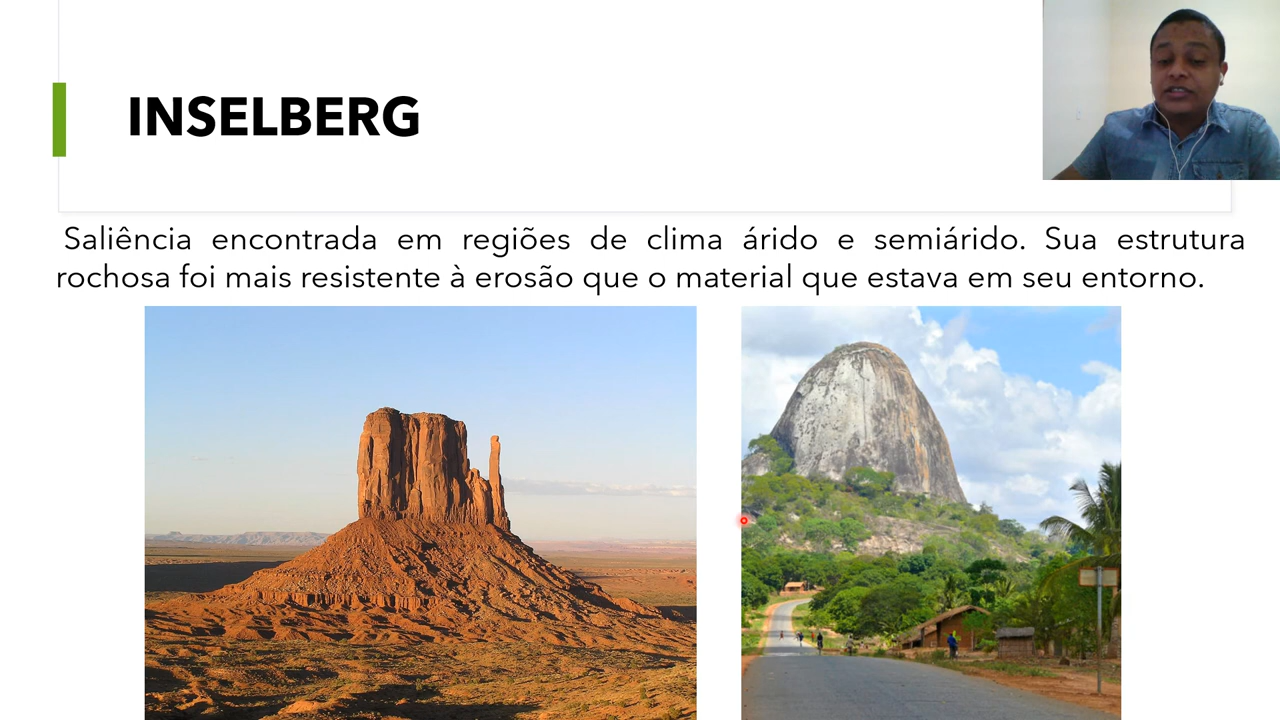 INSELBERG
Saliência encontrada em regiões de clima árido e semiárido. Sua estrutura
rochosa foi mais resistente à erosão que o material que estava em seu entorno.